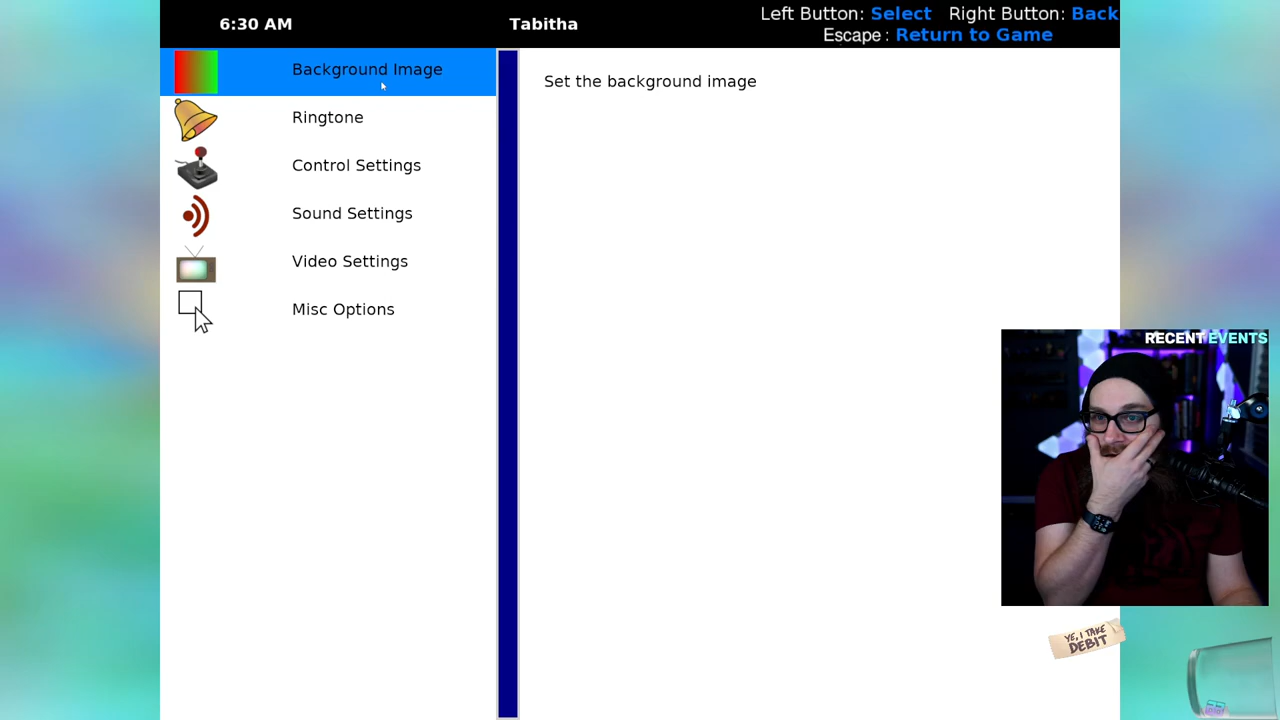 6:30 AM
Tabitha
Left Button: Select Right Button: Back
Escape : Return to Game
Background Image
Ringtone
Control Settings
Sound Settings
Video Settings
Misc Options
Set the background image
RECENT EVENTS
YE, I TAKE
DEBIT